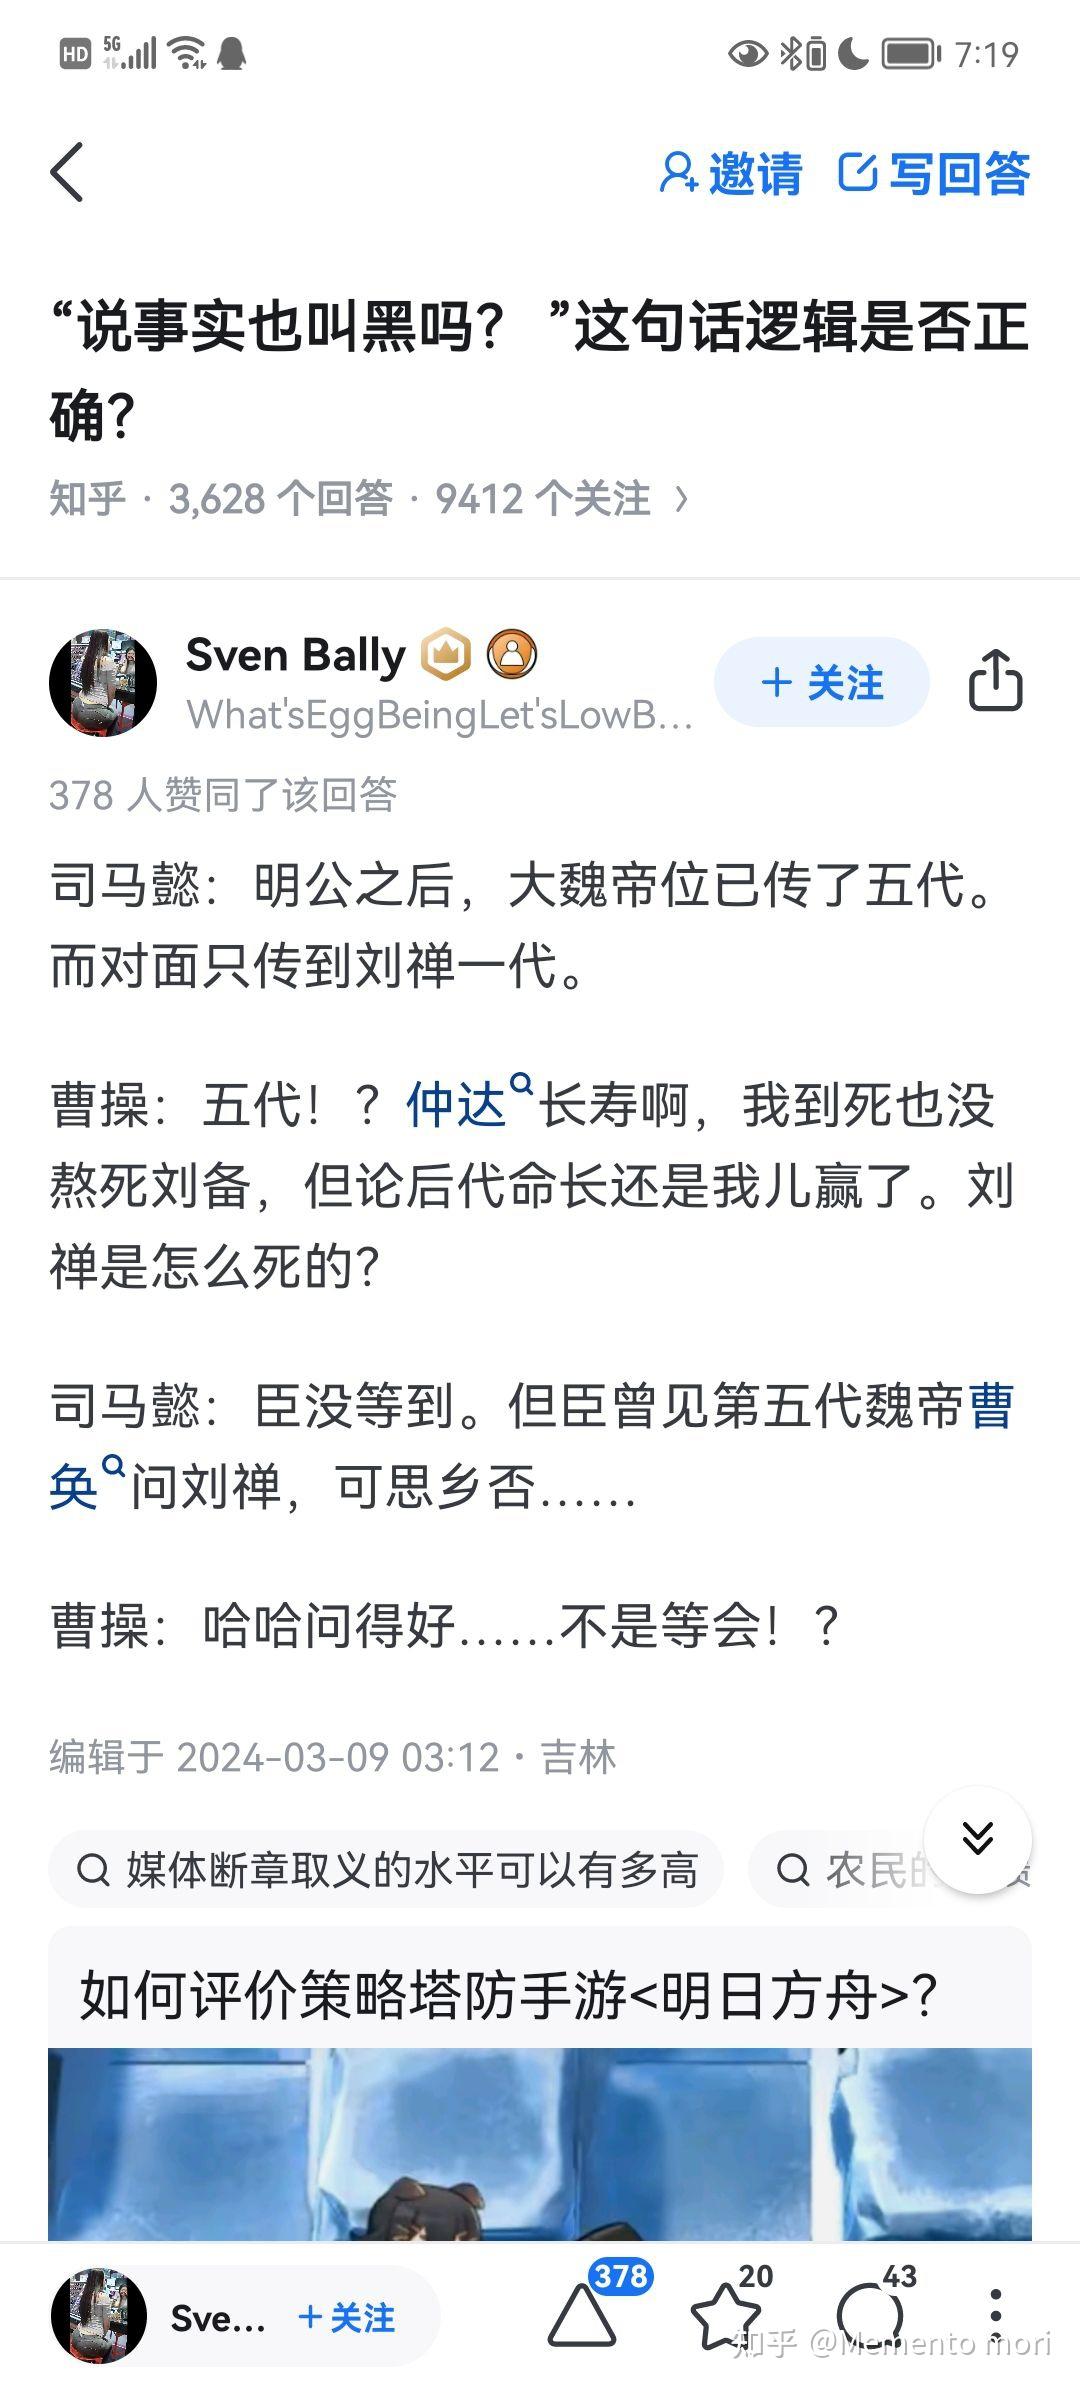 HD 5G 7:19
邀请 写回答
“说事实也叫黑吗？”这句话逻辑是否正
确？
知乎 · 3,628 个回答 · 9412 个关注
Sven Bally
What'sEggBeingLet'sLowB...
+ 关注
378 人赞同了该回答
司马懿：明公之后，大魏帝位已传了五代。
而对面只传到刘禅一代。
曹操：五代！？仲达长寿啊，我到死也没
熬死刘备，但论后代命长还是我儿赢了。刘
禅是怎么死的？
司马懿：臣没等到。但臣曾见第五代魏帝曹
奂问刘禅，可思乡否……
曹操：哈哈问得好……不是等会！？
编辑于 2024-03-09 03:12 · 吉林
媒体断章取义的水平可以有多高 农民的
如何评价策略塔防手游<明日方舟>？
Sve... +关注 378 20 43
知乎 @Memento mori